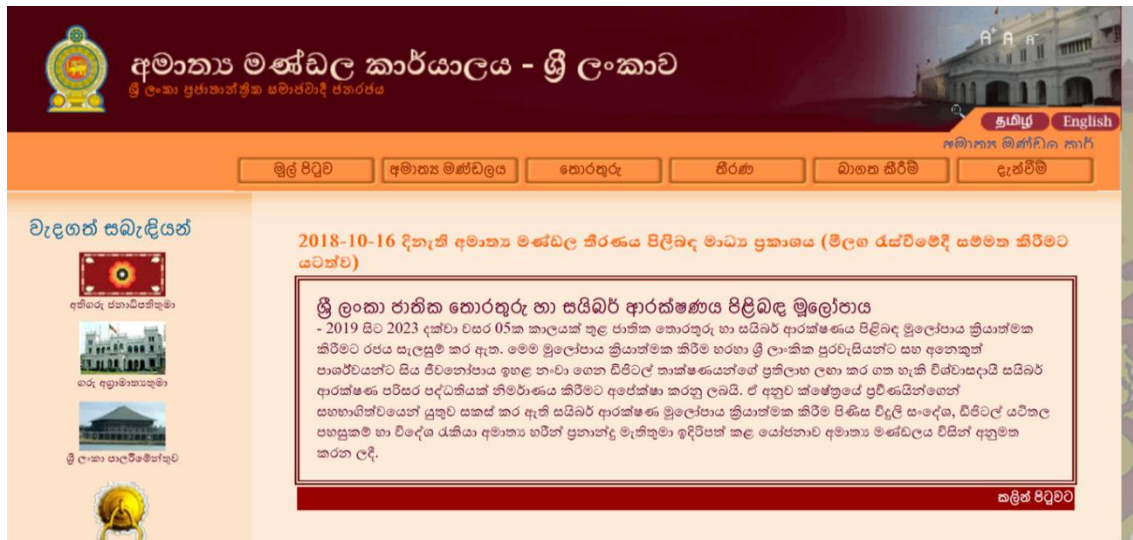 අමාත්‍ය මණ්ඩල කාර්යාලය - ශ්‍රී ලංකාව
ශ්‍රී ලංකා ප්‍රජාතාන්ත්‍රික සමාජවාදී ජනරජය
A+ A A-
தமிழ் English
අමාත්‍ය මණ්ඩල කාර්
මුල් පිටුව අමාත්‍ය මණ්ඩලය තොරතුරු තීරණ බාගත කිරීම් දැන්වීම්
වැදගත් සබැඳියන්
අතිගරු ජනාධිපතිතුමා
ගරු අග්‍රාමාත්‍යතුමා
ශ්‍රී ලංකා පාර්ලිමේන්තුව
2018-10-16 දිනැති අමාත්‍ය මණ්ඩල තීරණය පිලිබඳ මාධ්‍ය ප්‍රකාශය (මීලග රැස්වීමේදී සම්මත කිරීමට
යටත්ව)
ශ්‍රී ලංකා ජාතික තොරතුරු හා සයිබර් ආරක්ෂණය පිළිබඳ මූලෝපාය
- 2019 සිට 2023 දක්වා වසර 05ක කාලයක් තුළ ජාතික තොරතුරු හා සයිබර් ආරක්ෂණය පිළිබඳ මූලෝපාය ක්‍රියාත්මක
කිරීමට රජය සැලසුම් කර ඇත. මෙම මූලෝපාය ක්‍රියාත්මක කිරීම හරහා ශ්‍රී ලාංකික පුරවැසියන්ට සහ අනෙකුත්
පාර්ශ්වයන්ට සිය ජීවනෝපාය ඉහළ නංවා ගෙන ඩිජිටල් තාක්ෂණයන්ගේ ප්‍රතිලාභ ලඟා කර ගත හැකි විශ්වාසදායී සයිබර්
ආරක්ෂණ පරිසර පද්ධතියක් නිර්මාණය කිරීමට අපේක්ෂා කරනු ලබයි. ඒ අනුව ක්ෂේත්‍රයේ ප්‍රවීණයින්ගෙන්
සහභාගිත්වයෙන් යුතුව සකස් කර ඇති සයිබර් ආරක්ෂණ මූලෝපාය ක්‍රියාත්මක කිරීම පිණිස විදුලි සංදේශ, ඩිජිටල් යටිතල
පහසුකම් හා විදේශ රැකියා අමාත්‍ය හරීන් ප්‍රනාන්දු මැතිතුමා ඉදිරිපත් කළ යෝජනාව අමාත්‍ය මණ්ඩලය විසින් අනුමත
කරන ලදී.
කලින් පිටුවට